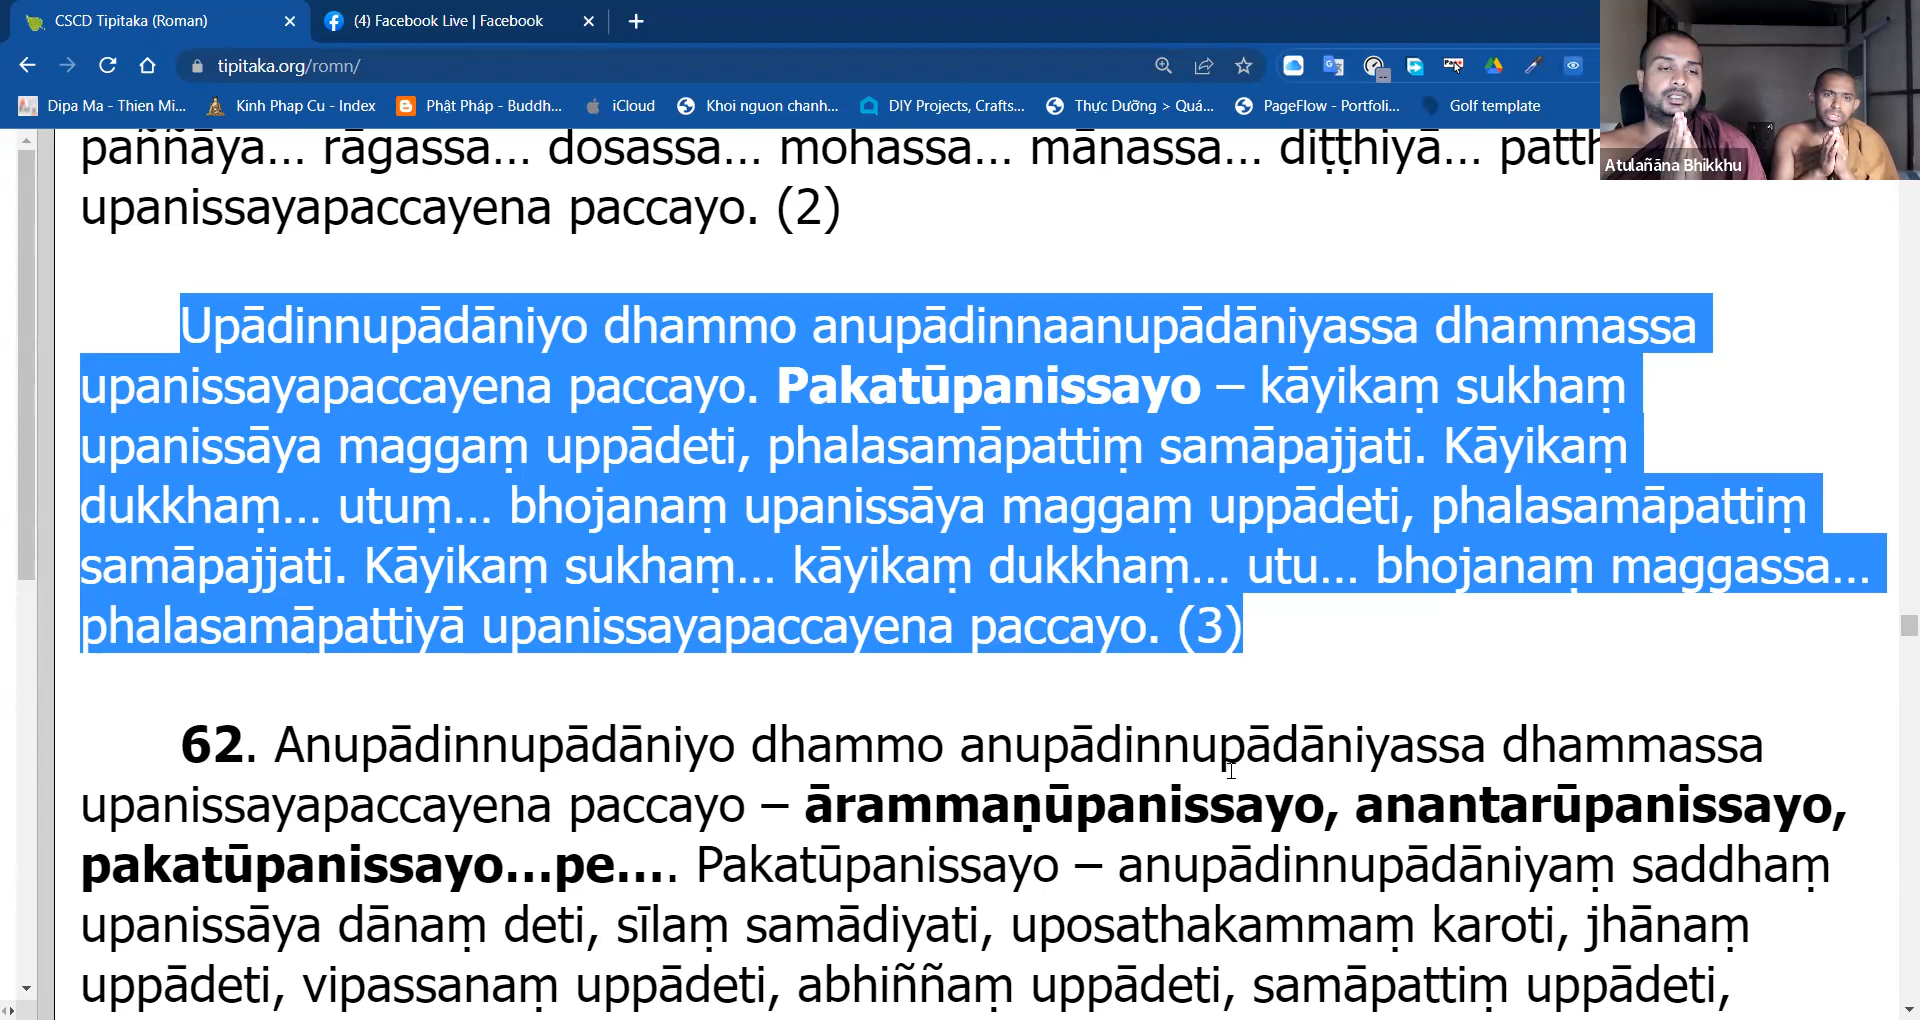 CSCD Tipitaka (Roman)
(4) Facebook Live | Facebook
tipitaka.org/romn/
Dipa Ma - Thien Mi...
Kinh Phap Cu - Index
Phật Pháp - Buddh...
iCloud
Khoi nguon chanh...
DIY Projects, Crafts...
Thực Dưỡng > Quá...
PageFlow - Portfolio...
Golf template
Atulañāna Bhikkhu
paññāya… rāgassa… dosassa… mohassa… mānassa… diṭṭhiyā…
upanissayapaccayena paccayo. (2)
Upādinnupādāniyo dhammo anupādinnaanupādāniyassa dhammassa
upanissayapaccayena paccayo. Pakatūpanissayo – kāyikaṃ sukhaṃ
upanissāya maggaṃ uppādeti, phalasamāpattiṃ samāpajjati. Kāyikaṃ
dukkhaṃ… utuṃ… bhojanaṃ upanissāya maggaṃ uppādeti, phalasamāpattiṃ
samāpajjati. Kāyikaṃ sukhaṃ… kāyikaṃ dukkhaṃ… utu… bhojanaṃ maggassa…
phalasamāpattiyā upanissayapaccayena paccayo. (3)
62. Anupādinnupādāniyo dhammo anupādinnupādāniyassa dhammassa
upanissayapaccayena paccayo – ārammaṇūpanissayo, anantarūpanissayo,
pakatūpanissayo…pe…. Pakatūpanissayo – anupādinnupādāniyaṃ saddhaṃ
upanissāya dānaṃ deti, sīlaṃ samādiyati, uposathakammaṃ karoti, jhānaṃ
uppādeti, vipassanaṃ uppādeti, abhiññaṃ uppādeti, samāpattiṃ uppādeti,